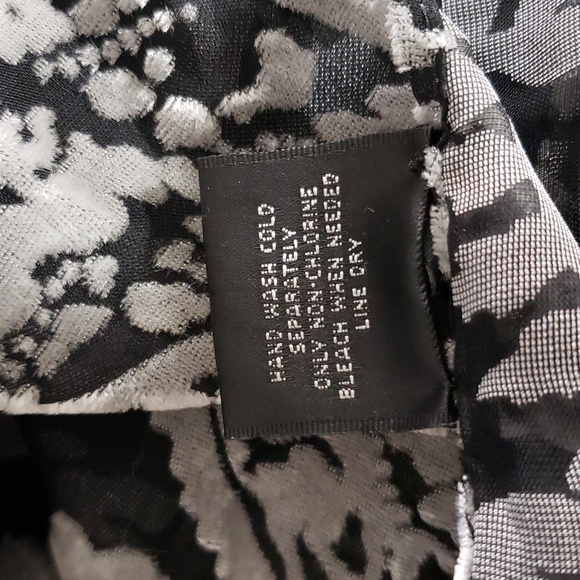 HAND WASH COLD
SEPARATELY
ONLY NON-CHLORINE
BLEACH WHEN NEEDED
LINE DRY